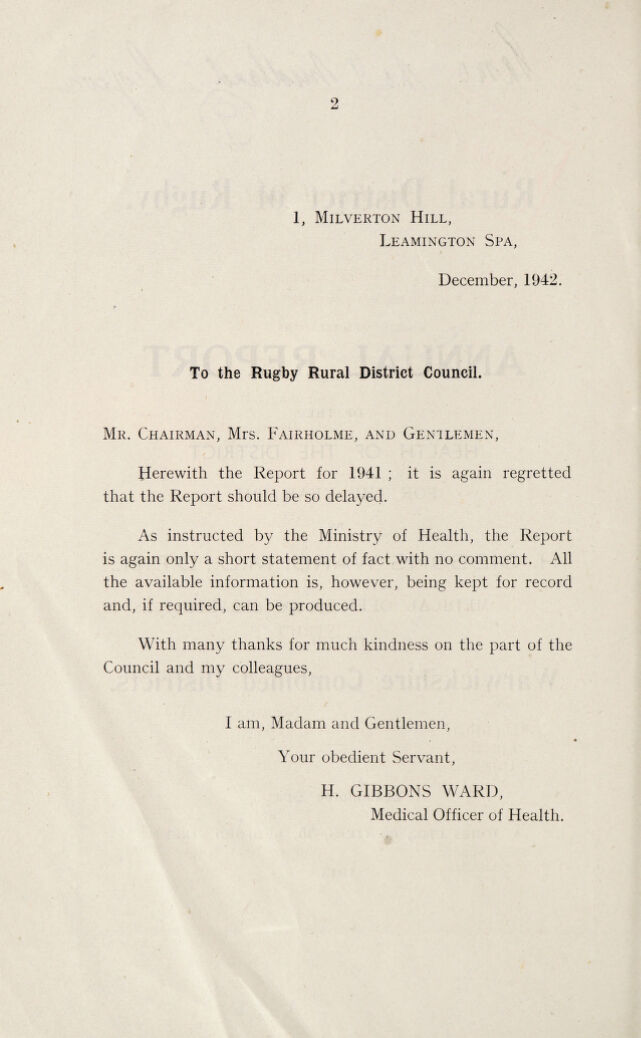 2
1, Milverton Hill,
Leamington Spa,
December, 1942.
To the Rugby Rural District Council.
Mr. Chairman, Mrs. Fairholme, and Gentlemen,
Herewith the Report for 1941 ; it is again regretted
that the Report should be so delayed.
As instructed by the Ministry of Health, the Report
is again only a short statement of fact with no comment. All
the available information is, however, being kept for record
and, if required, can be produced.
With many thanks for much kindness on the part of the
Council and my colleagues,
I am, Madam and Gentlemen,
Your obedient Servant,
H. GIBBONS WARD,
Medical Officer of Health.